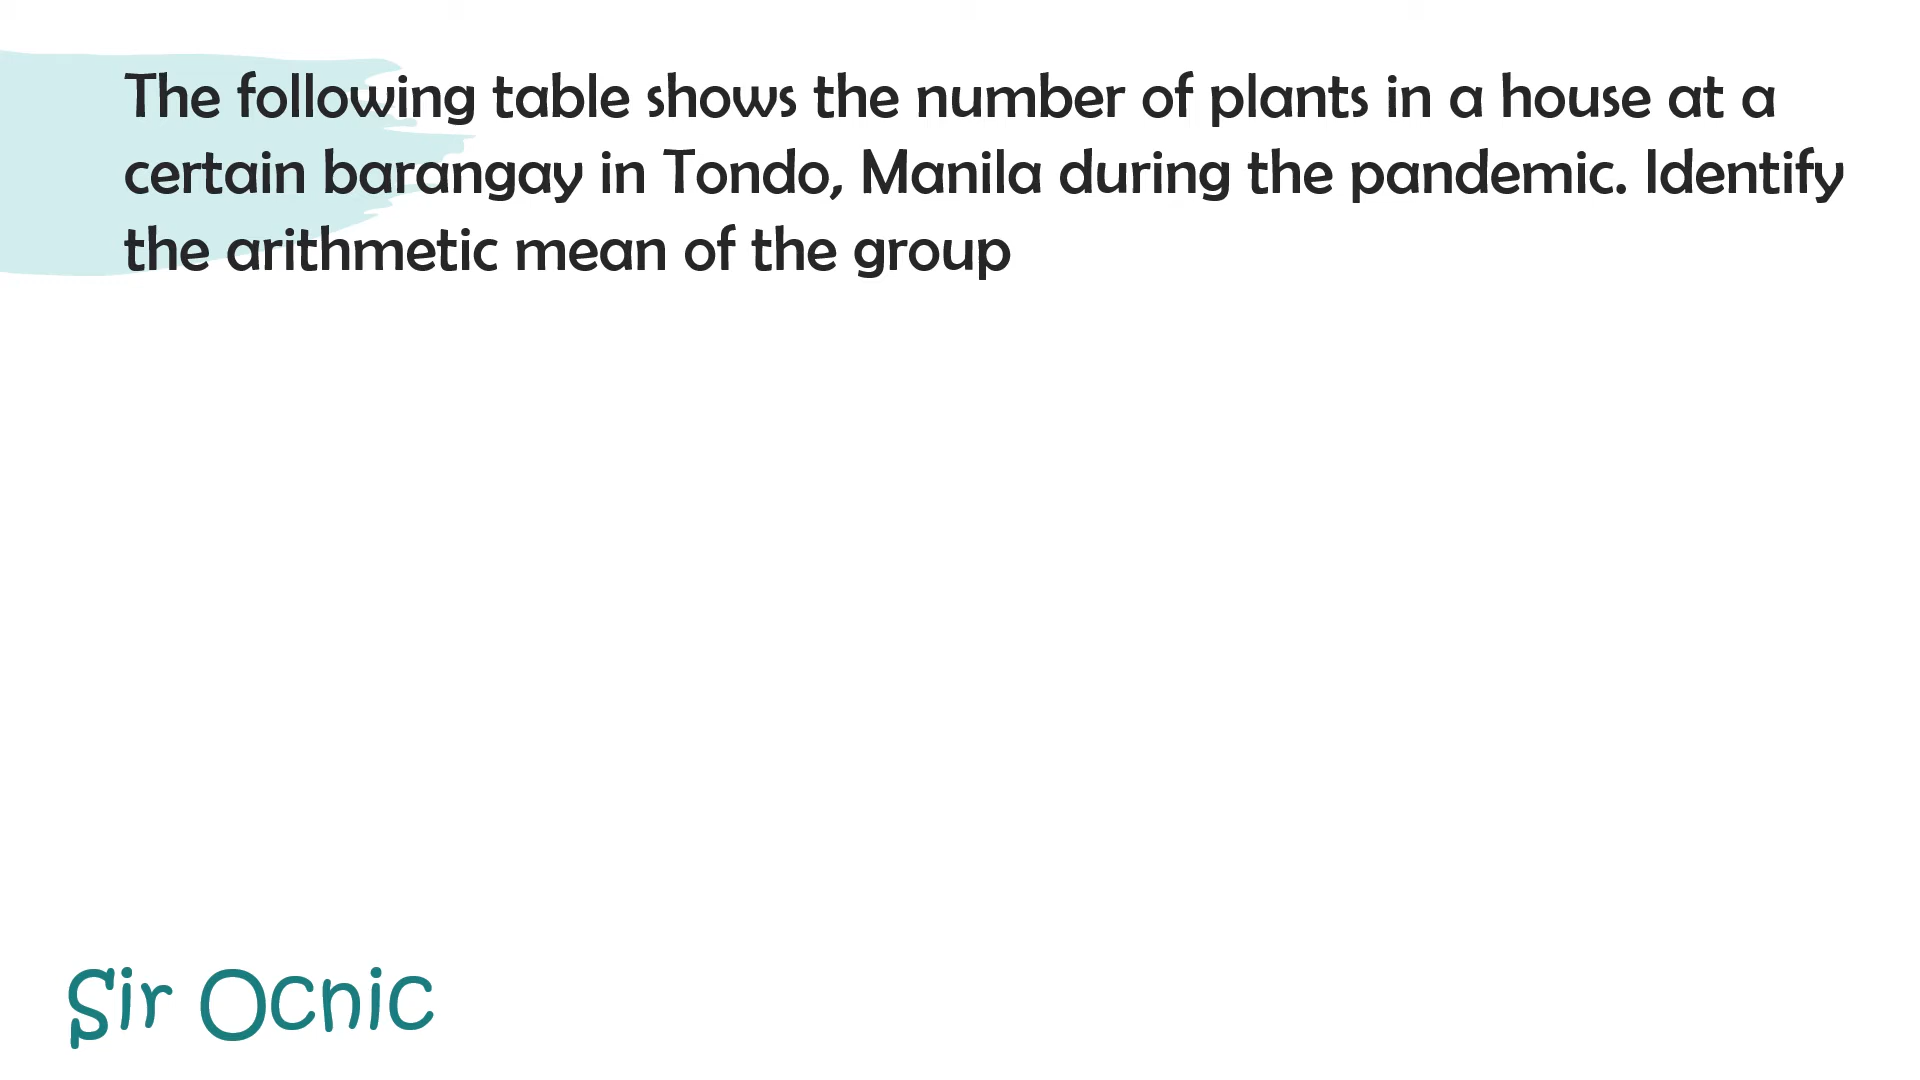 The following table shows the number of plants in a house at a
certain barangay in Tondo, Manila during the pandemic. Identify
the arithmetic mean of the group
Sir Ocnic